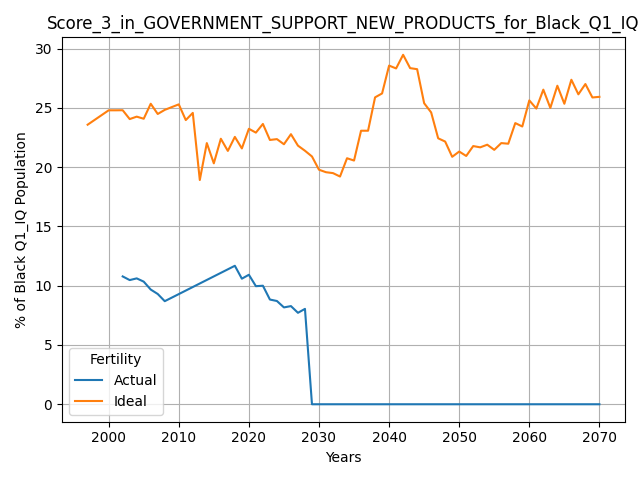 Score_3_in_GOVERNMENT_SUPPORT_NEW_PRODUCTS_for_Black_Q1_IQ
30
25
20
15
10
5
0
% of Black Q1_IQ Population
Fertility
Actual
Ideal
2000 2010 2020 2030 2040 2050 2060 2070
Years